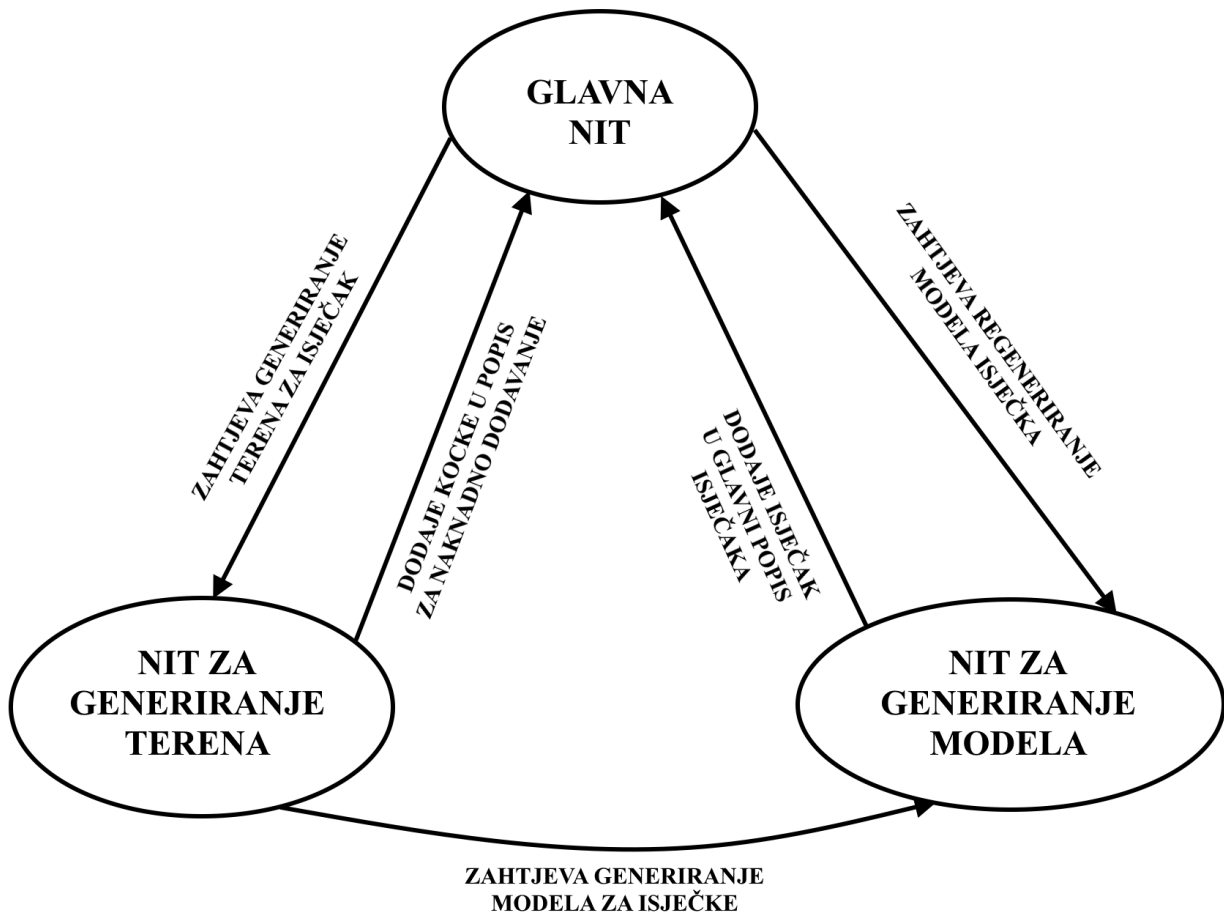 GLAVNA
NIT
ZAHTJEVA GENERIRANJE
TERENA ZA ISJEČAK
DODAJE KOCKE U POPIS
ZA NAKNADNO DODAVANJE
DODAJE ISJEČAK
U GLAVNI POPIS
ISJEČAKA
ZAHTJEVA REGENERIRANJE
MODELA ISJEČKA
NIT ZA
GENERIRANJE
TERENA
NIT ZA
GENERIRANJE
MODELA
ZAHTJEVA GENERIRANJE
MODELA ZA ISJEČKE